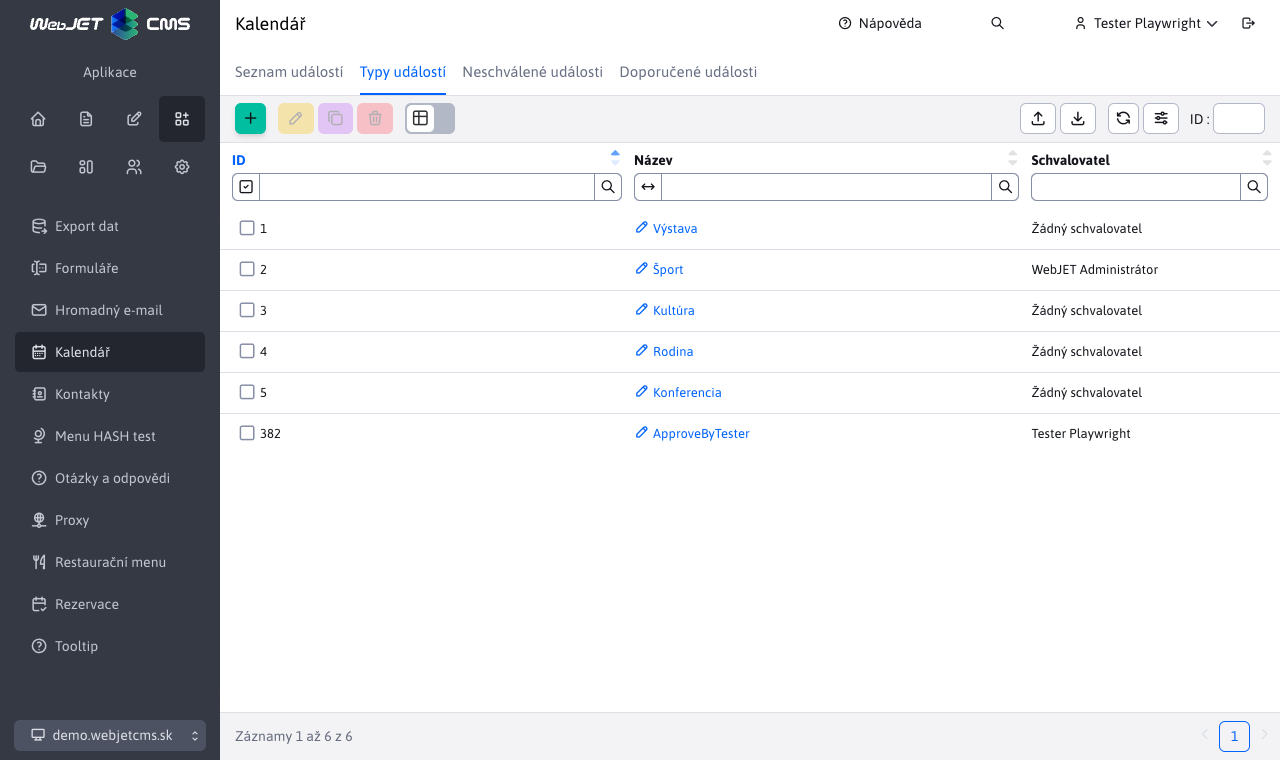 WebJET CMS
Kalendář
Nápověda
Tester Playwright
Aplikace
Seznam událostí
Typy událostí
Neschválené události
Doporučené události
ID :
ID
Název
Schvalovatel
1
Výstava
Žádný schvalovatel
2
Šport
WebJET Administrátor
3
Kultúra
Žádný schvalovatel
4
Rodina
Žádný schvalovatel
5
Konferencia
Žádný schvalovatel
382
ApproveByTester
Tester Playwright
Export dat
Formuláře
Hromadný e-mail
Kalendář
Kontakty
Menu HASH test
Otázky a odpovědi
Proxy
Restaurační menu
Rezervace
Tooltip
demo.webjetcms.sk
Záznamy 1 až 6 z 6
1